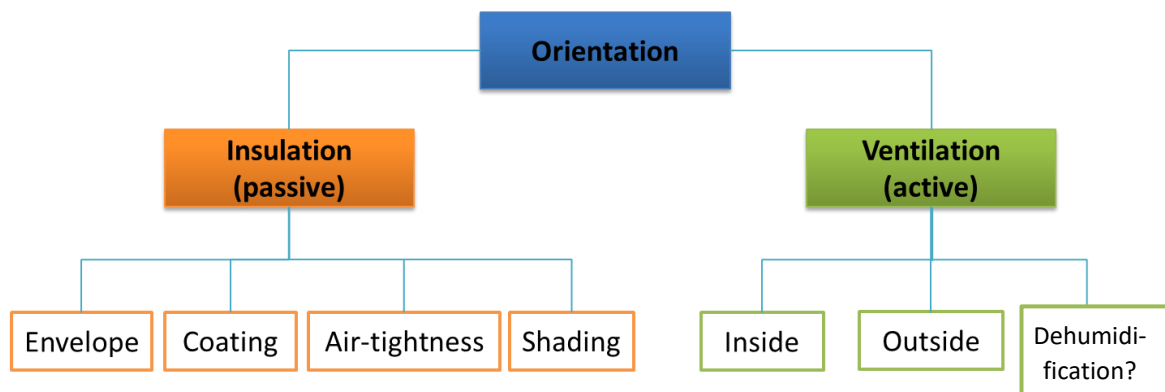 Orientation
Insulation
(passive)
Ventilation
(active)
Envelope
Coating
Air-tightness
Shading
Inside
Outside
Dehumidi-
fication?